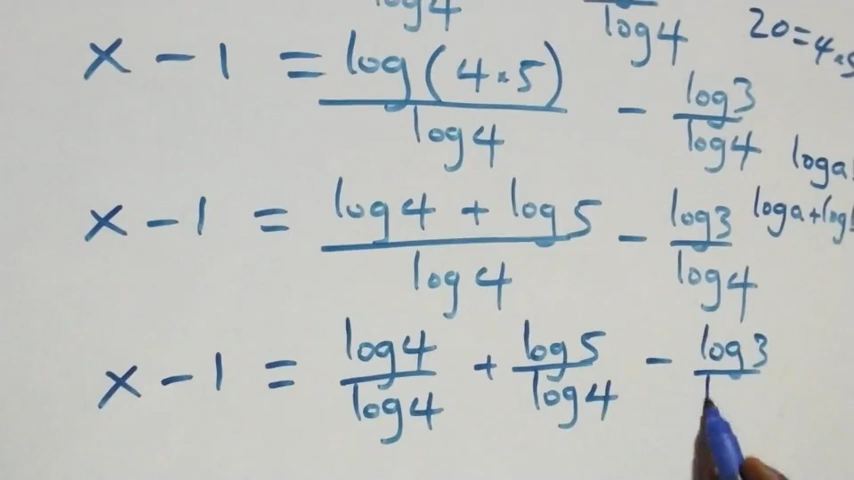 log4 log4 20=4×5
x - 1 = log(4×5)/log4 - log3/log4
loga
x - 1 = (log4 + log5)/log4 - log3/log4 loga+log
x - 1 = log4/log4 + log5/log4 - log3